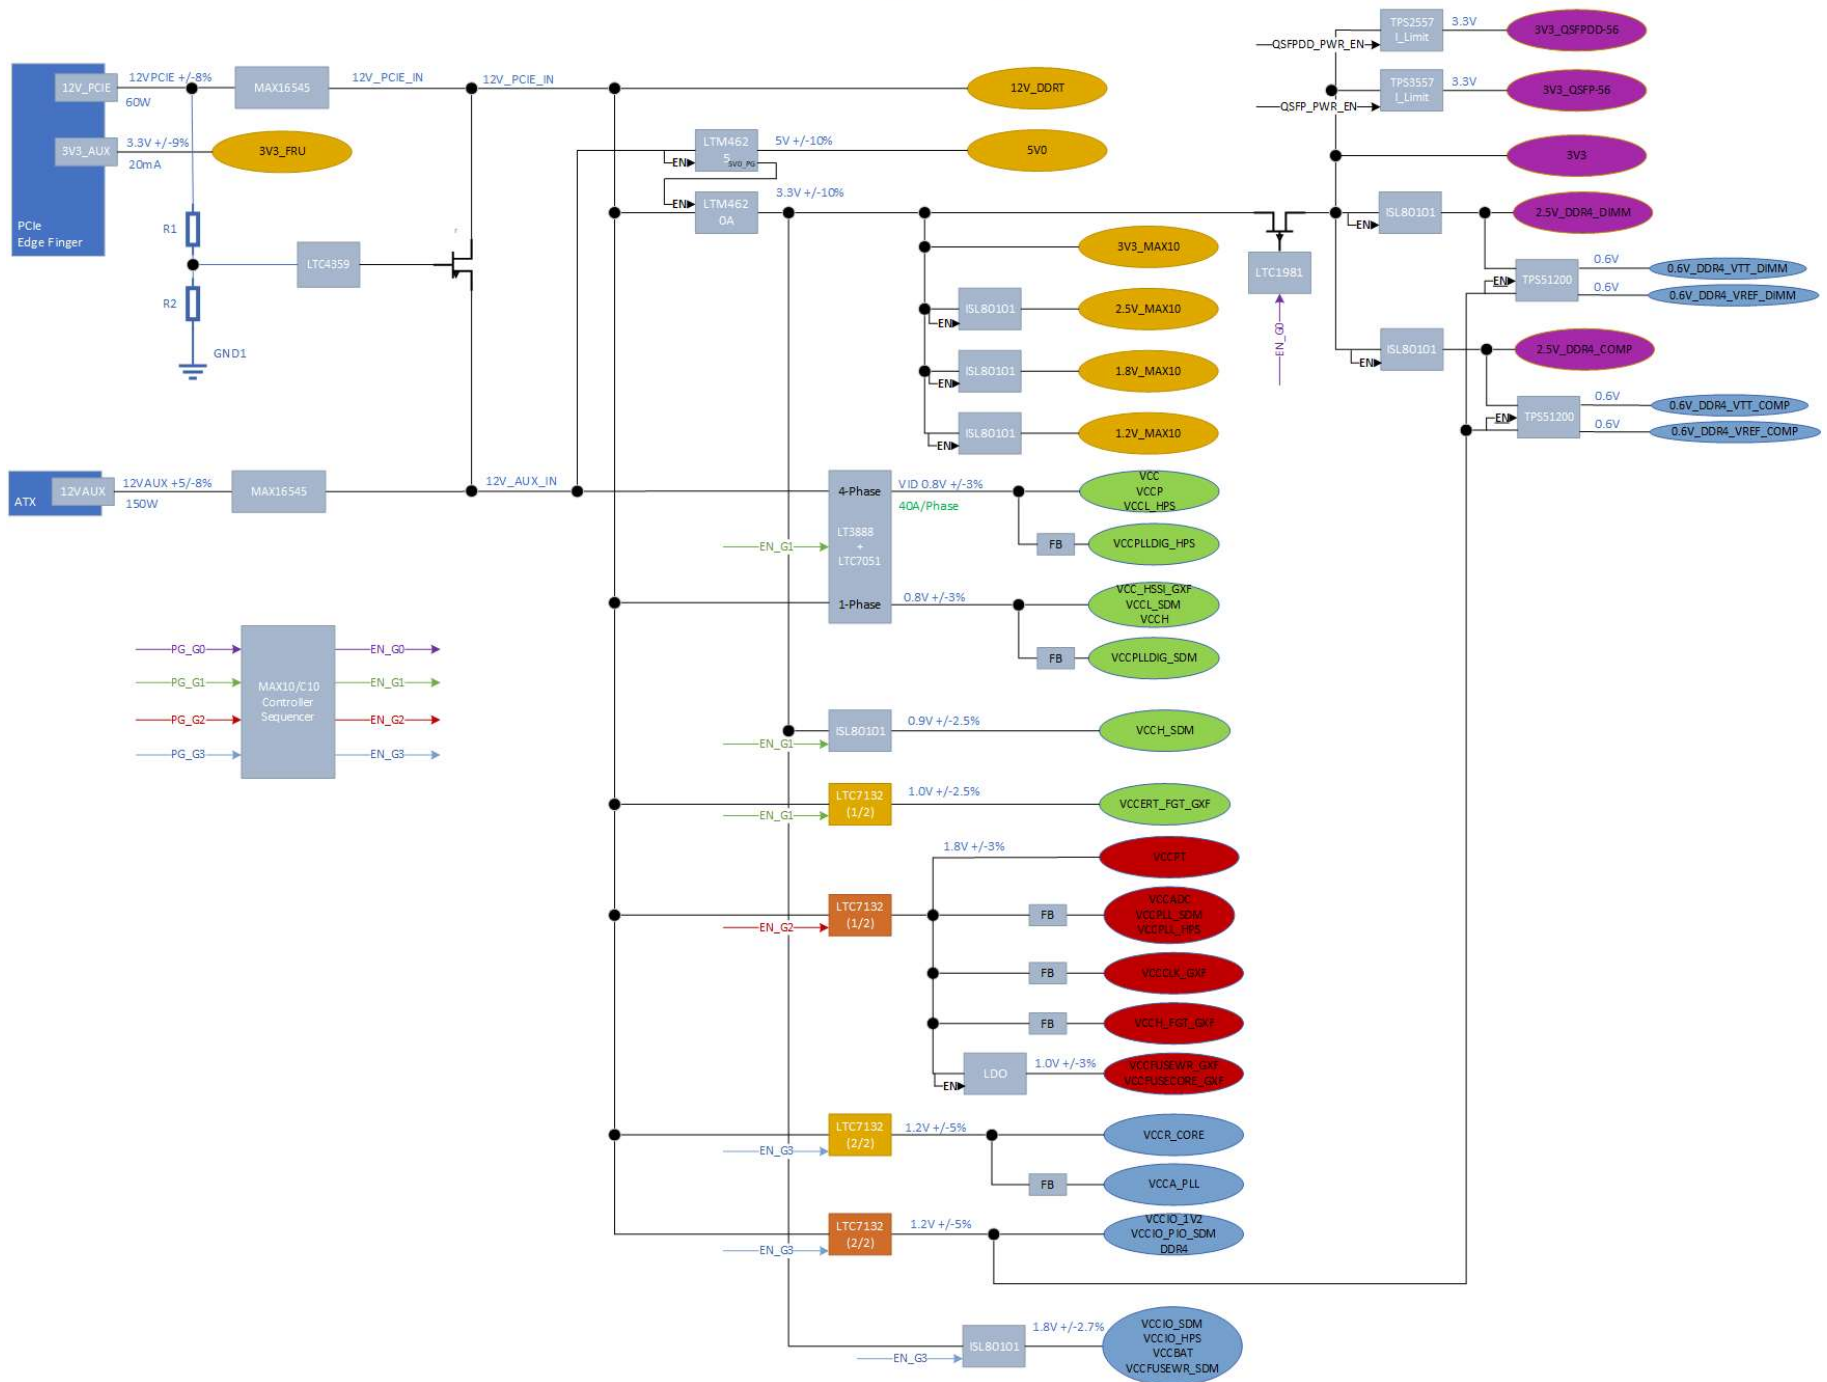 PCIe
Edge Finger
12V_PCIE
12VPCIE +/-8%
60W
MAX16545
12V_PCIE_IN
12V_PCIE_IN
12V_DDRT
3V3_AUX
3.3V +/-9%
20mA
3V3_FRU
R1
R2
GND1
LTC4359
LTM462
5
5V0_PG
EN
5V +/-10%
5V0
LTM462
0A
EN
3.3V +/-10%
3V3_MAX10
ISL80101
EN
2.5V_MAX10
ISL80101
EN
1.8V_MAX10
ISL80101
EN
1.2V_MAX10
LTC1981
EN_G0
QSFPDD_PWR_EN
TPS2557
I_Limit
3.3V
3V3_QSFPDD-56
QSFP_PWR_EN
TPS3557
I_Limit
3.3V
3V3_QSFP-56
3V3
ISL80101
EN
2.5V_DDR4_DIMM
EN
TPS51200
0.6V
0.6V_DDR4_VTT_DIMM
0.6V
0.6V_DDR4_VREF_DIMM
ISL80101
EN
2.5V_DDR4_COMP
EN
TPS51200
0.6V
0.6V_DDR4_VTT_COMP
0.6V
0.6V_DDR4_VREF_COMP
ATX
12VAUX
12VAUX +5/-8%
150W
MAX16545
12V_AUX_IN
4-Phase
LT3888
+
LTC7051
1-Phase
EN_G1
VID 0.8V +/-3%
40A/Phase
VCC
VCCP
VCCL_HPS
FB
VCCPLLDIG_HPS
0.8V +/-3%
VCC_HSSI_GXF
VCCL_SDM
VCCH
FB
VCCPLLDIG_SDM
PG_G0
PG_G1
PG_G2
PG_G3
MAX10/C10
Controller
Sequencer
EN_G0
EN_G1
EN_G2
EN_G3
ISL80101
EN_G1
0.9V +/-2.5%
VCCH_SDM
LTC7132
(1/2)
EN_G1
1.0V +/-2.5%
VCCERT_FGT_GXF
1.8V +/-3%
VCCPT
LTC7132
(1/2)
EN_G2
FB
VCCADC
VCCPLL_SDM
VCCPLL_HPS
FB
VCCCLK_GXF
FB
VCCH_FGT_GXF
LDO
EN
1.0V +/-3%
VCCFUSEWR_GXF
VCCFUSECORE_GXF
LTC7132
(2/2)
EN_G3
1.2V +/-5%
VCCR_CORE
FB
VCCA_PLL
LTC7132
(2/2)
EN_G3
1.2V +/-5%
VCCIO_1V2
VCCIO_PIO_SDM
DDR4
ISL80101
EN_G3
1.8V +/-2.7%
VCCIO_SDM
VCCIO_HPS
VCCBAT
VCCFUSEWR_SDM